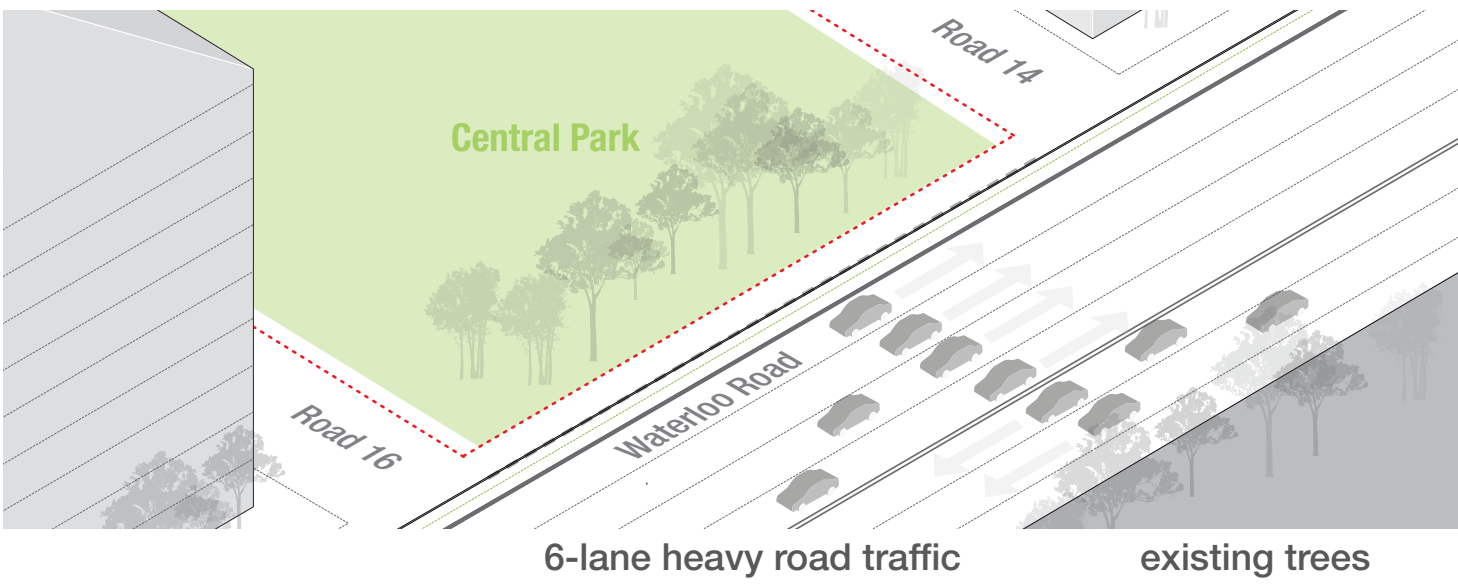 Road 14
Central Park
Waterloo Road
Road 16
6-lane heavy road traffic
existing trees